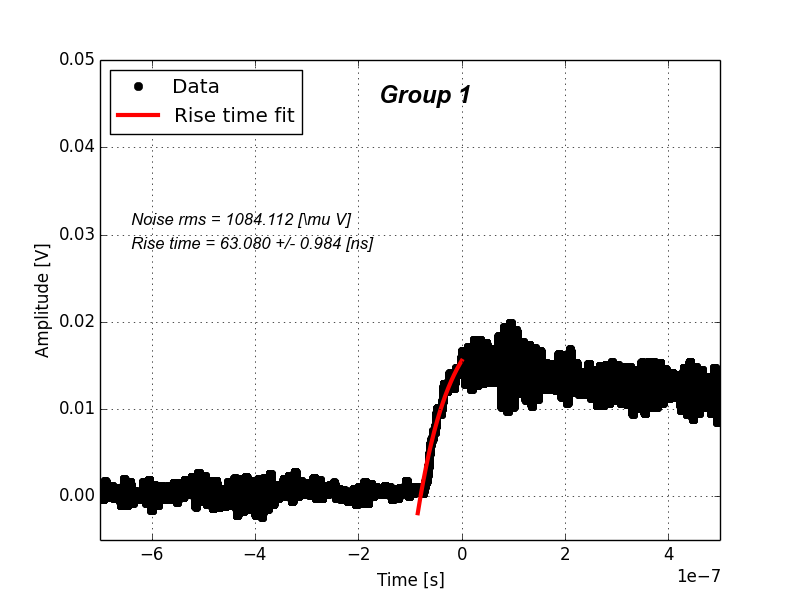 Group 1
Data
Rise time fit
Noise rms = 1084.112 [\mu V]
Rise time = 63.080 +/- 0.984 [ns]
Amplitude [V]
0.05
0.04
0.03
0.02
0.01
0.00
−6
−4
−2
0
2
4
1e−7
Time [s]